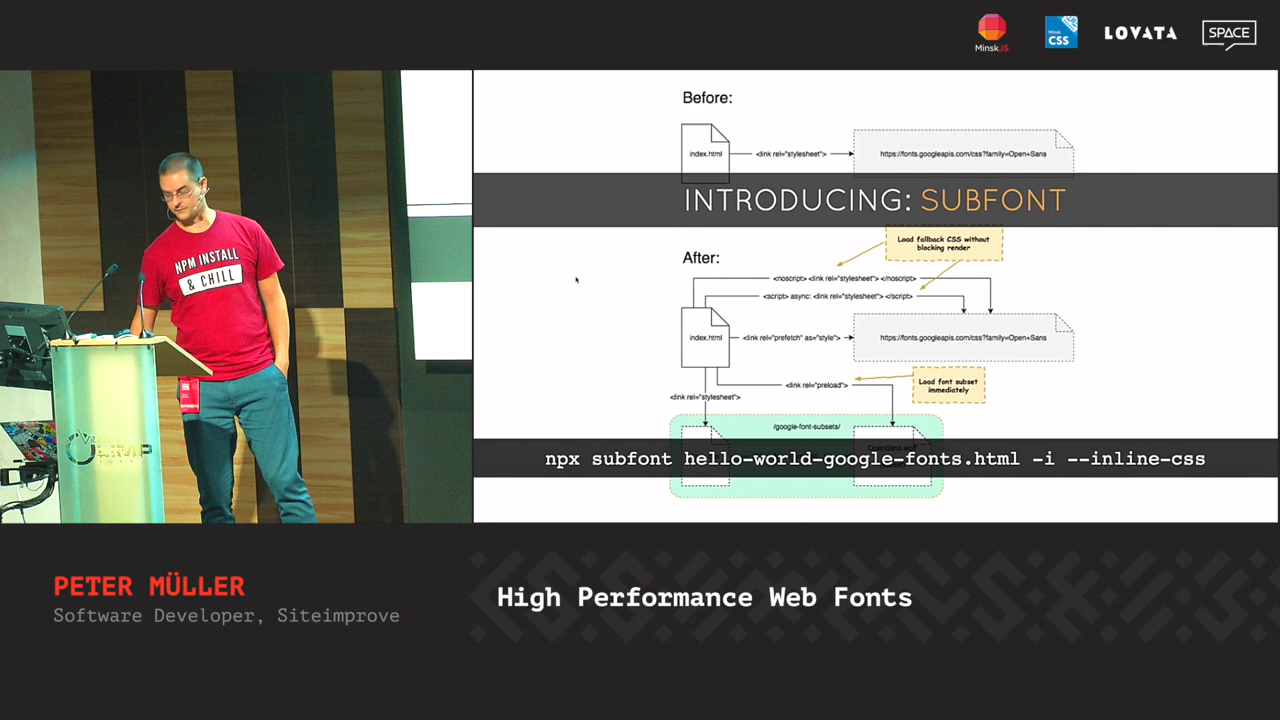 Minsk.JS
Minsk
CSS
LOVATA
SPACE
Before:
index.html
<link rel="stylesheet">
https://fonts.googleapis.com/css?family=Open+Sans
INTRODUCING: SUBFONT
Load fallback CSS without
blocking render
After:
<noscript> <link rel="stylesheet"> </noscript>
<script> async: <link rel="stylesheet"> </script>
index.html
<link rel="prefetch" as="style">
https://fonts.googleapis.com/css?family=Open+Sans
<link rel="preload">
Load font subset
immediately
<link rel="stylesheet">
/google-font-subsets/
npx subfont hello-world-google-fonts.html -i --inline-css
NPM INSTALL
& CHILL
OLIMP
PETER MÜLLER
Software Developer, Siteimprove
High Performance Web Fonts